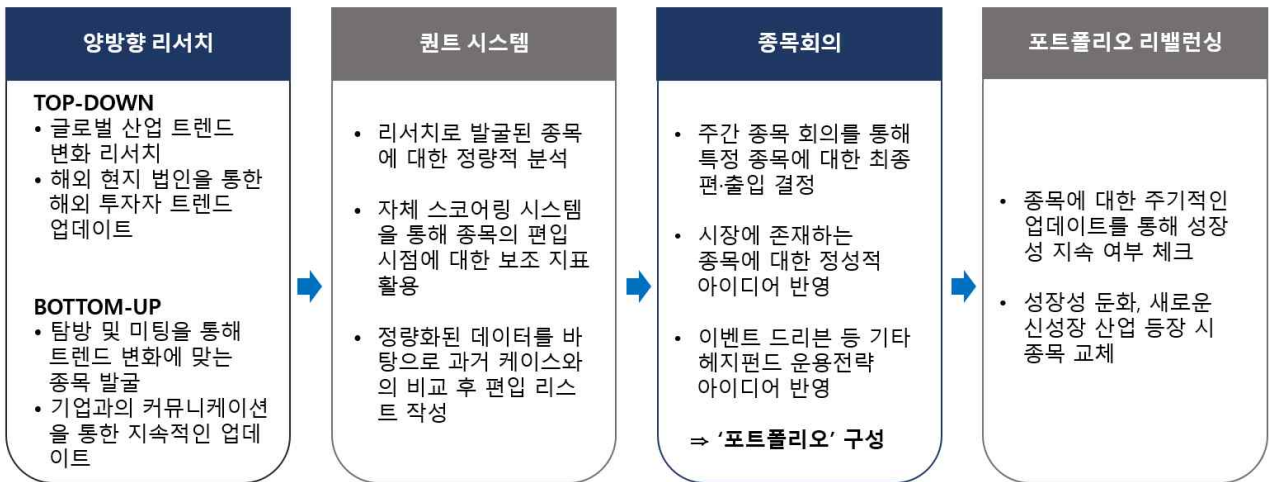 양방향 리서치
TOP-DOWN
• 글로벌 산업 트렌드
변화 리서치
• 해외 현지 법인을 통한
해외 투자자 트렌드
업데이트
BOTTOM-UP
• 탐방 및 미팅을 통해
트렌드 변화에 맞는
종목 발굴
• 기업과의 커뮤니케이션
을 통한 지속적인 업데
이트
퀀트 시스템
• 리서치로 발굴된 종목
에 대한 정량적 분석
• 자체 스코어링 시스템
을 통해 종목의 편입
시점에 대한 보조 지표
활용
• 정량화된 데이터를 바
탕으로 과거 케이스와
의 비교 후 편입 리스
트 작성
종목회의
• 주간 종목 회의를 통해
특정 종목에 대한 최종
편·출입 결정
• 시장에 존재하는
종목에 대한 정성적
아이디어 반영
• 이벤트 드리븐 등 기타
헤지펀드 운용전략
아이디어 반영
⇒ ‘포트폴리오’ 구성
포트폴리오 리밸런싱
• 종목에 대한 주기적인
업데이트를 통해 성장
성 지속 여부 체크
• 성장성 둔화, 새로운
신성장 산업 등장 시
종목 교체